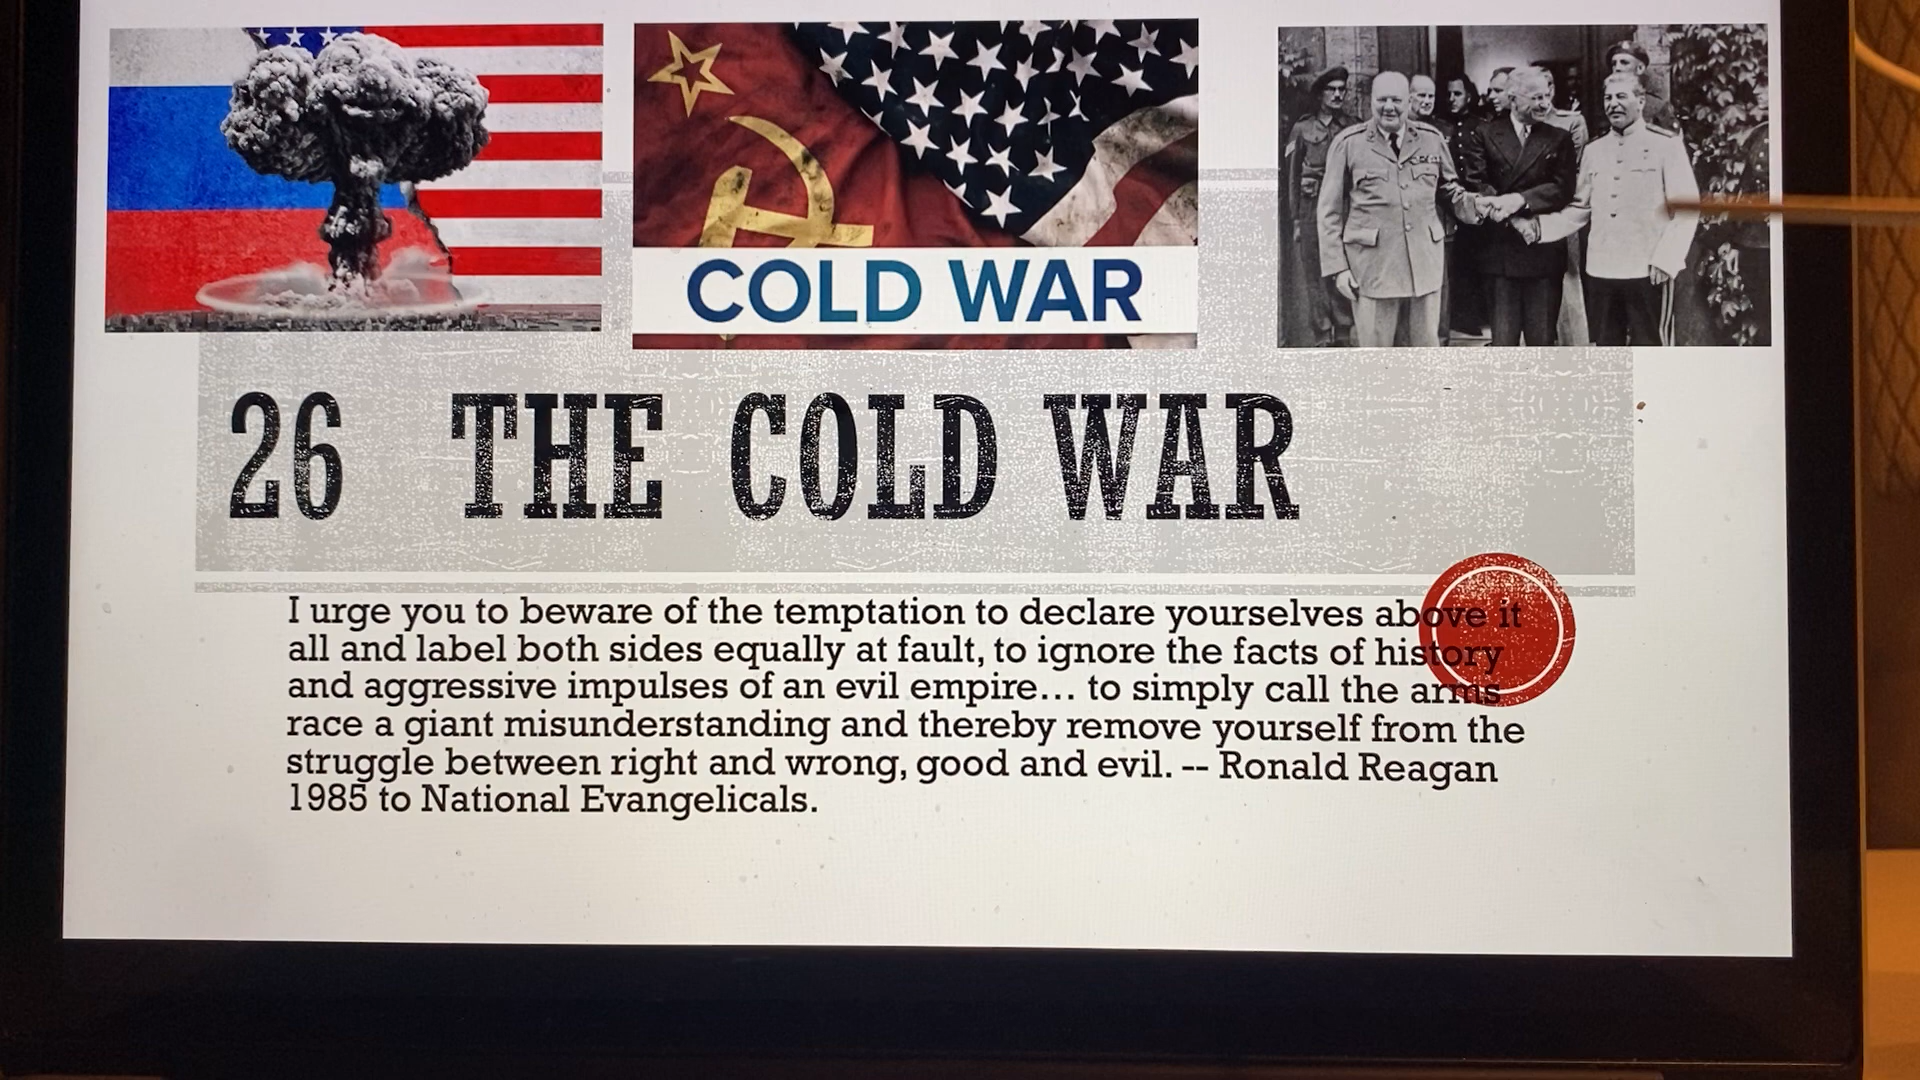 COLD WAR
26 THE COLD WAR
I urge you to beware of the temptation to declare yourselves above it
all and label both sides equally at fault, to ignore the facts of history
and aggressive impulses of an evil empire... to simply call the arms
race a giant misunderstanding and thereby remove yourself from the
struggle between right and wrong, good and evil. -- Ronald Reagan
1985 to National Evangelicals.